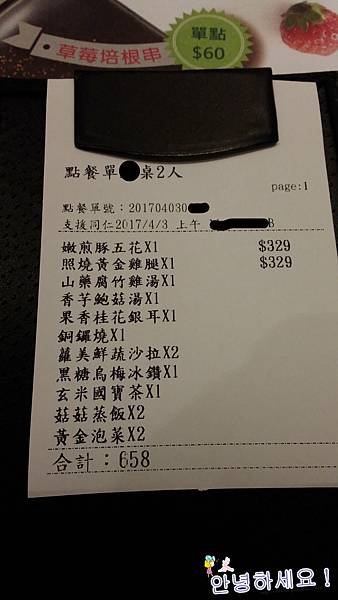 草莓培根串
單點
$60
點餐單 桌2人
page:1
點餐單號：201704030
支援同仁2017/4/3 上午
嫩煎豚五花X1 $329
照燒黃金雞腿X1 $329
山藥腐竹雞湯X1
香芋鮑菇湯X1
果香桂花銀耳X1
銅鑼燒X1
蘿美鮮蔬沙拉X2
黑糖烏梅冰鑽X1
玄米國寶茶X1
菇菇蒸飯X2
黃金泡菜X2
合計：658
안녕하세요!